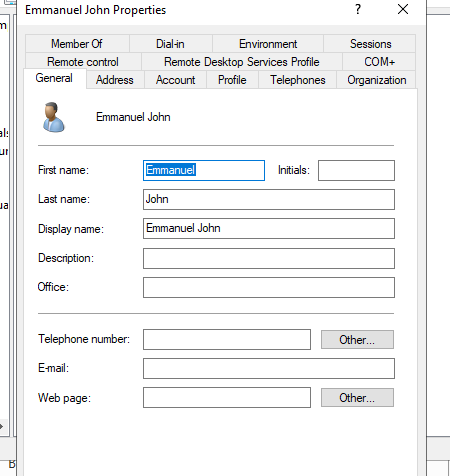 Emmanuel John Properties ? ×
Member Of Dial-in Environment Sessions
Remote control Remote Desktop Services Profile COM+
General Address Account Profile Telephones Organization
Emmanuel John
First name: Emmanuel Initials:
Last name: John
Display name: Emmanuel John
Description:
Office:
Telephone number: Other...
E-mail:
Web page: Other...